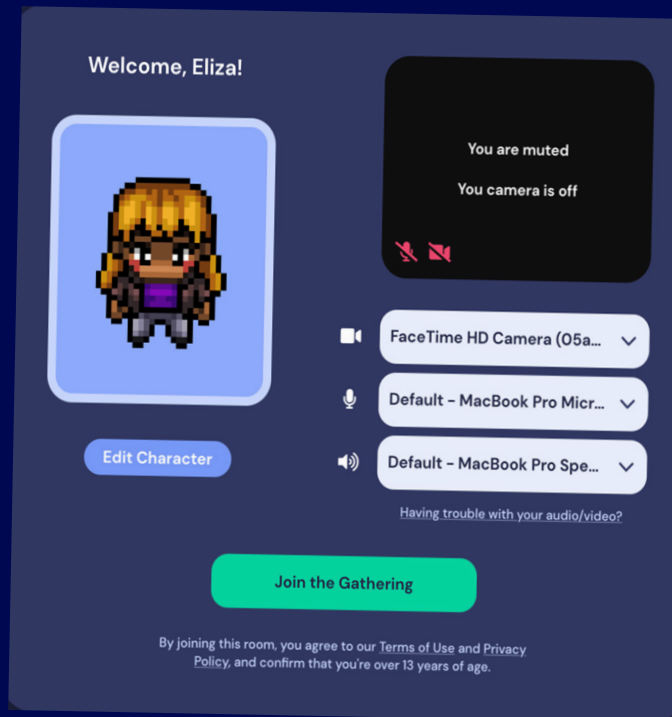 Welcome, Eliza!
You are muted
You camera is off
FaceTime HD Camera (05a...
Default - MacBook Pro Micr...
Edit Character
Default - MacBook Pro Spe...
Having trouble with your audio/video?
Join the Gathering
By joining this room, you agree to our Terms of Use and Privacy
Policy, and confirm that you're over 13 years of age.